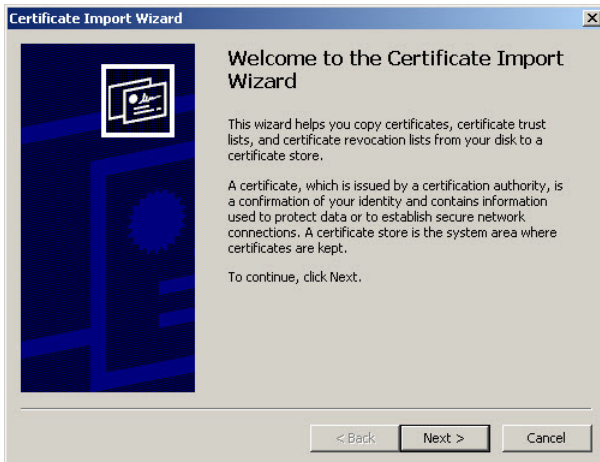 Certificate Import Wizard
Welcome to the Certificate Import
Wizard
This wizard helps you copy certificates, certificate trust
lists, and certificate revocation lists from your disk to a
certificate store.
A certificate, which is issued by a certification authority, is
a confirmation of your identity and contains information
used to protect data or to establish secure network
connections. A certificate store is the system area where
certificates are kept.
To continue, click Next.
< Back
Next >
Cancel